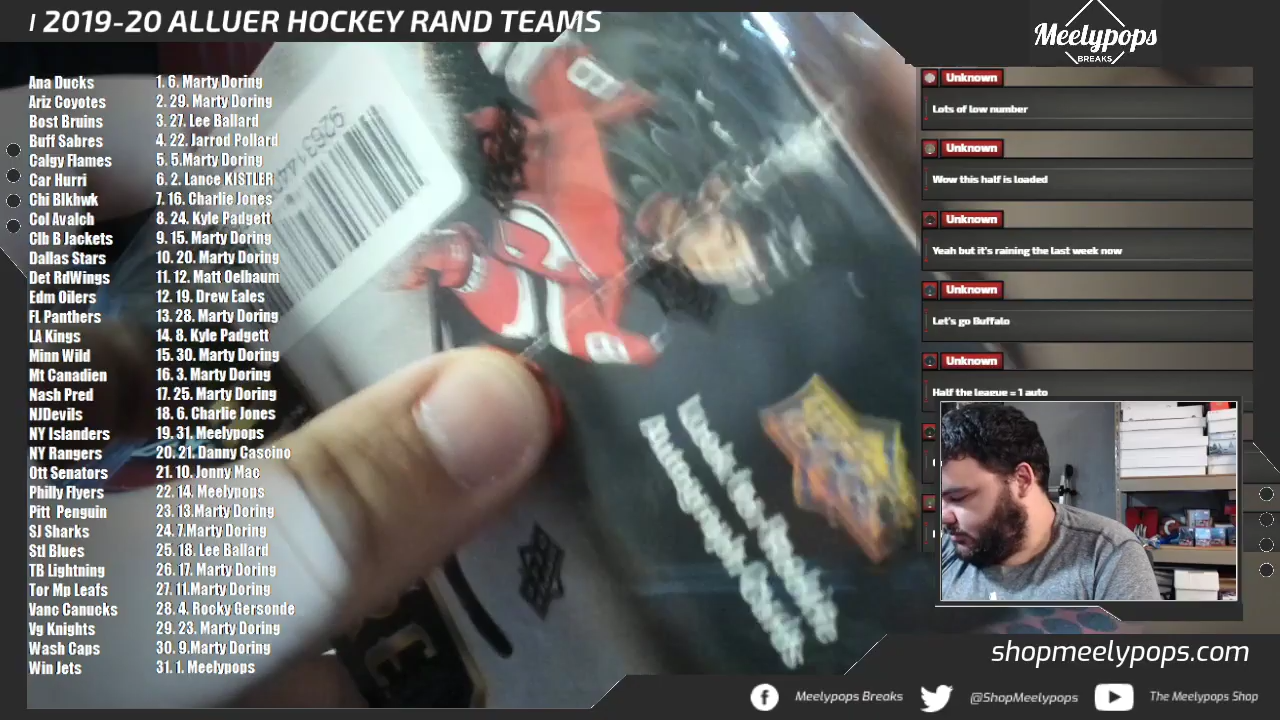 2019-20 ALLUER HOCKEY RAND TEAMS
Ana Ducks 1. 6. Marty Doring
Ariz Coyotes 2. 29. Marty Doring
Bost Bruins 3. 27. Lee Ballard
Buff Sabres 4. 22. Jarrod Pollard
Calgy Flames 5. 5.Marty Doring
Car Hurri 6. 2. Lance KISTLER
Chi Blkhwk 7. 16. Charlie Jones
Col Avalch 8. 24. Kyle Padgett
Clb B Jackets 9. 15. Marty Doring
Dallas Stars 10. 20. Marty Doring
Det RdWings 11. 12. Matt Oelbaum
Edm Oilers 12. 19. Drew Eales
FL Panthers 13. 28. Marty Doring
LA Kings 14. 8. Kyle Padgett
Minn Wild 15. 30. Marty Doring
Mt Canadien 16. 3. Marty Doring
Nash Pred 17. 25. Marty Doring
NJDevils 18. 6. Charlie Jones
NY Islanders 19. 31. Meelypops
NY Rangers 20. 21. Danny Cascino
Ott Senators 21. 10. Jonny Mac
Philly Flyers 22. 14. Meelypops
Pitt Penguin 23. 13.Marty Doring
SJ Sharks 24. 7.Marty Doring
Stl Blues 25. 18. Lee Ballard
TB Lightning 26. 17. Marty Doring
Tor Mp Leafs 27. 11.Marty Doring
Vanc Canucks 28. 4. Rocky Gersonde
Vg Knights 29. 23. Marty Doring
Wash Caps 30. 9.Marty Doring
Win Jets 31. 1. Meelypops
Look for Rookie
Autograph Cards
Meelypops
BREAKS
Unknown
Lots of low number
Unknown
Wow this half is loaded
Unknown
Yeah but it's raining the last week now
Unknown
Let's go Buffalo
Unknown
Half the league = 1 auto
shopmeelypops.com
Meelypops Breaks
@ShopMeelypops
The Meelypops Shop